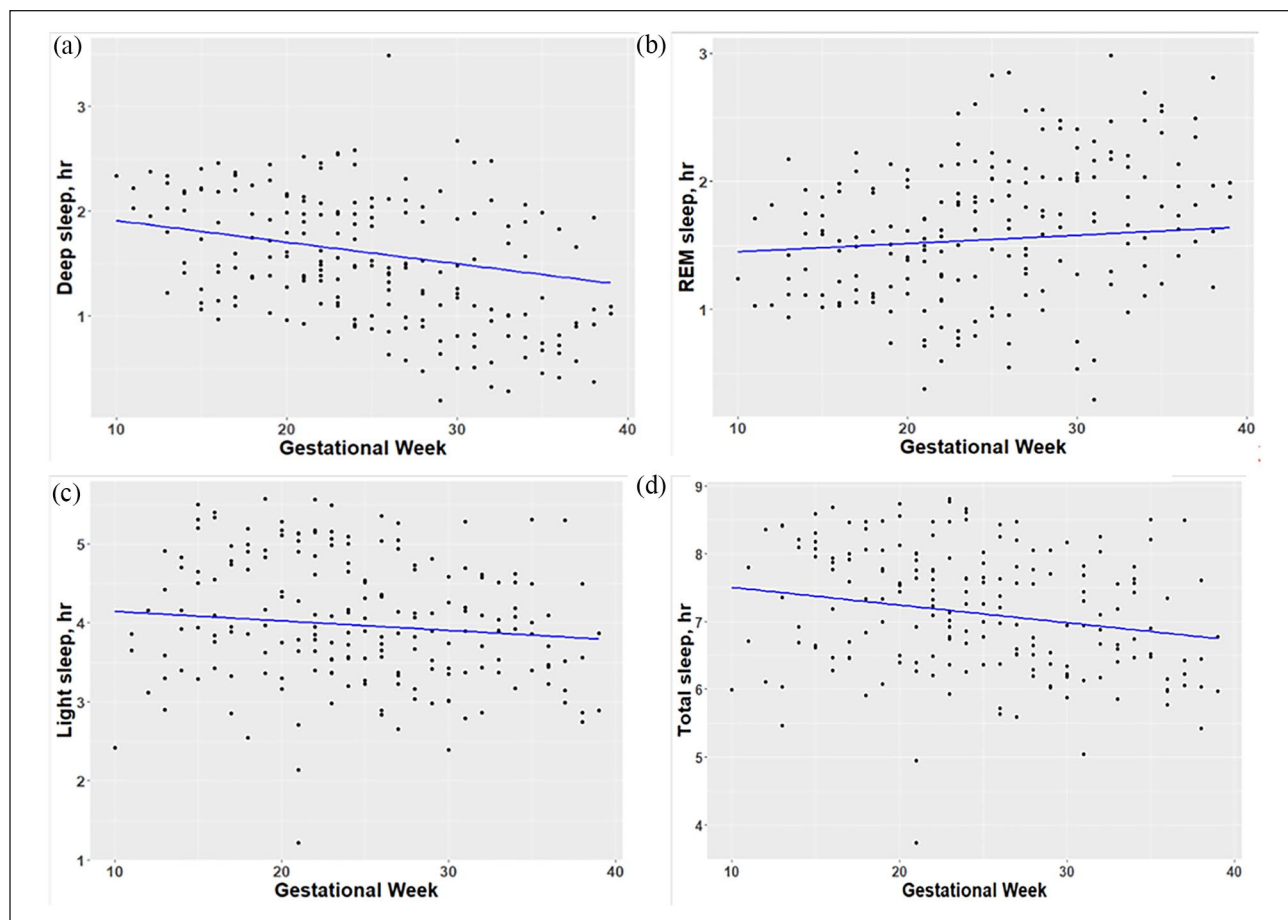 (a)
Deep sleep, hr
3
2
1
10 20 30 40
Gestational Week
(b)
REM sleep, hr
3
2
1
10 20 30 40
Gestational Week
(c)
Light sleep, hr
5
4
3
2
1
10 20 30 40
Gestational Week
(d)
Total sleep, hr
9
8
7
6
5
4
10 20 30 40
Gestational Week